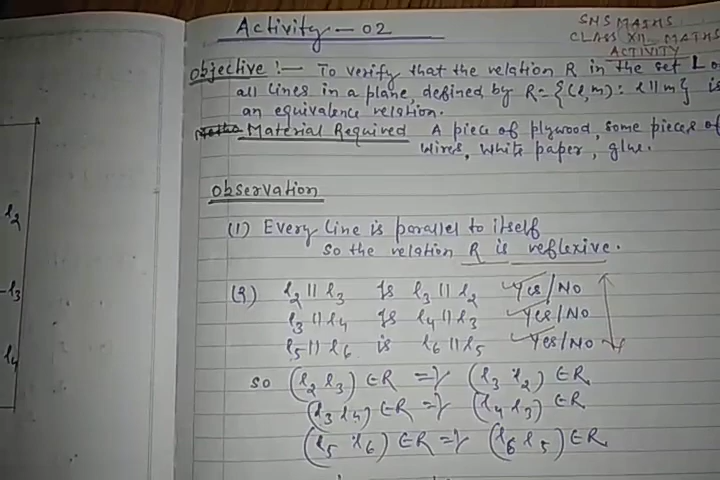 Activity - 02
SNS MATHS
CLASS XII MATHS
ACTIVITY
Objective :- To verify that the relation R in the set L of
all lines in a plane, defined by R = {(l, m) : l || m} is
an equivalence relation.
Material Required A piece of plywood, some pieces of
wires, white paper, glue.
Observation
(1) Every line is parallel to itself
so the relation R is reflexive.
(2) l2 || l3 Is l3 || l2 Yes/No
l3 || l4 Is l4 || l3 Yes/No
l5 || l6 is l6 || l5 Yes/No
so (l2 l3) ∈ R => (l3 l2) ∈ R
(l3 l4) ∈ R => (l4 l3) ∈ R
(l5 l6) ∈ R => (l6 l5) ∈ R
l2
l3
l4